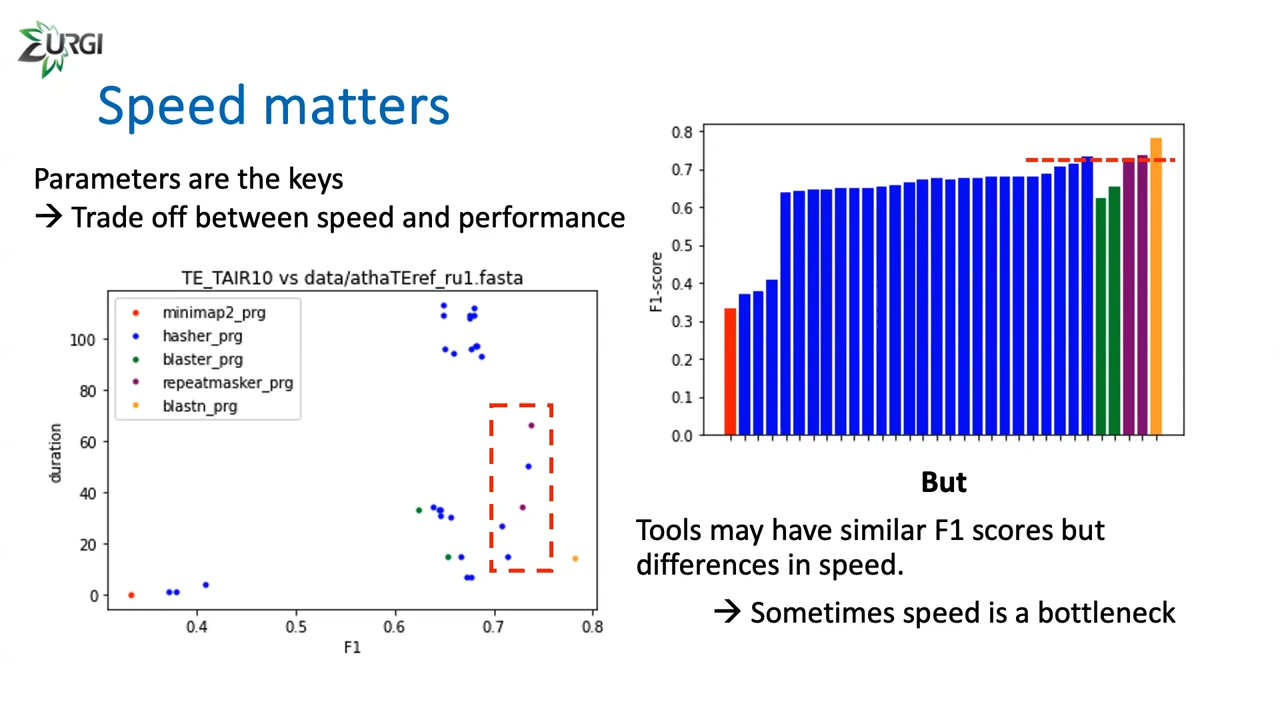 URGI
Speed matters
Parameters are the keys
→ Trade off between speed and performance
TE_TAIR10 vs data/athaTEref_ru1.fasta
minimap2_prg
hasher_prg
blaster_prg
repeatmasker_prg
blastn_prg
100
80
60
40
20
0
duration
0.4 0.5 0.6 0.7 0.8
F1
0.8
0.7
0.6
0.5
0.4
0.3
0.2
0.1
0.0
F1-score
But
Tools may have similar F1 scores but
differences in speed.
→ Sometimes speed is a bottleneck